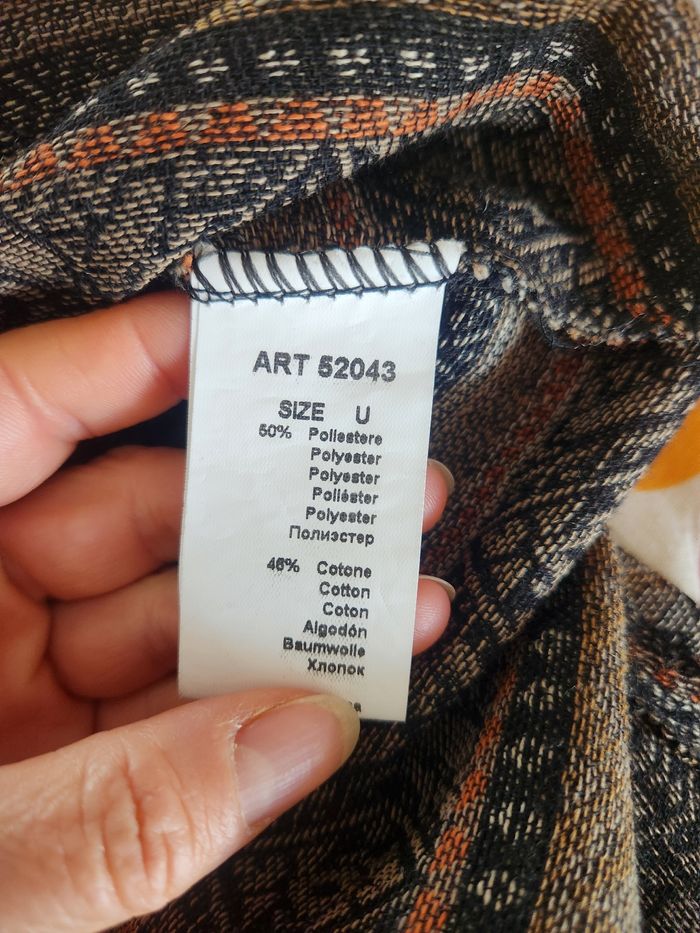 ART 52043
SIZE U
50% Poliestere
Polyester
Polyester
Poliéster
Polyester
Полиэстер
46% Cotone
Cotton
Coton
Algodón
Baumwolle
Хлопок